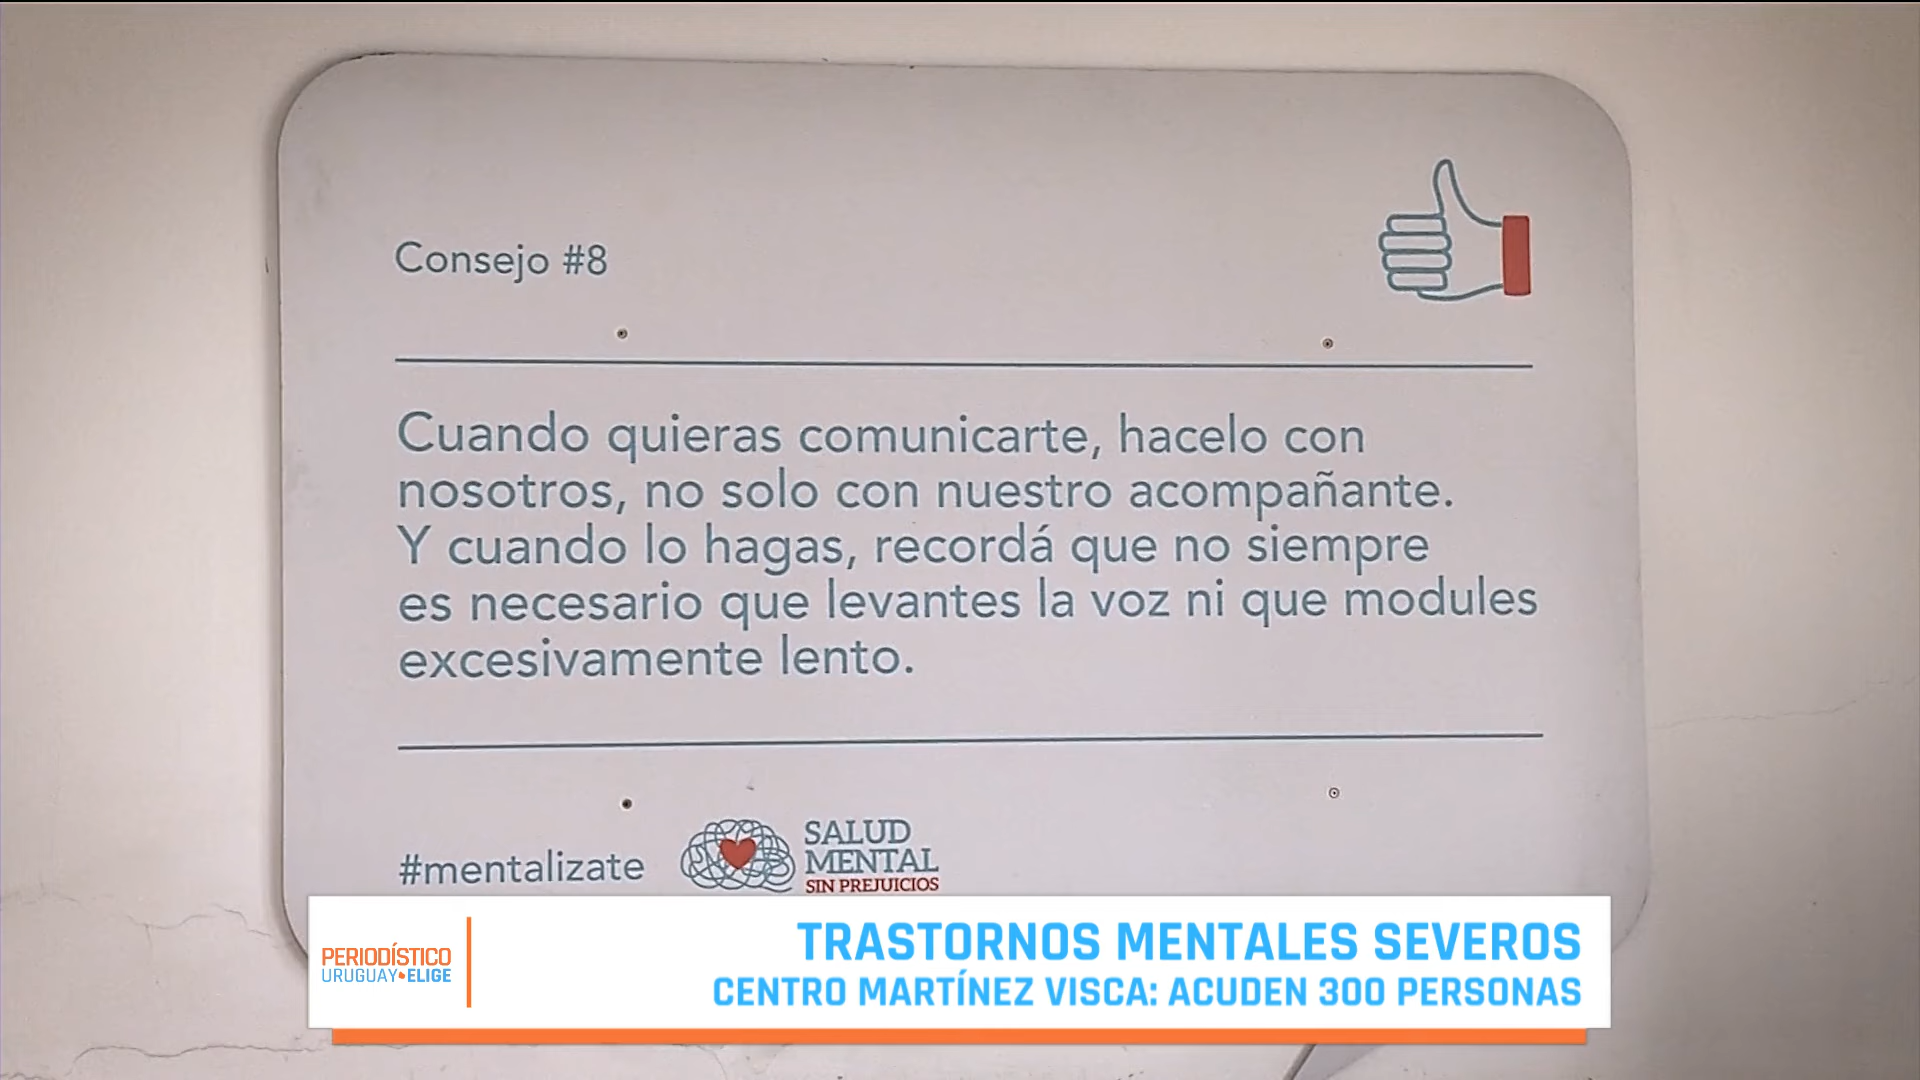 Consejo #8
Cuando quieras comunicarte, hacelo con
nosotros, no solo con nuestro acompañante.
Y cuando lo hagas, recordá que no siempre
es necesario que levantes la voz ni que modules
excesivamente lento.
#mentalizate
SALUD
MENTAL
SIN PREJUICIOS
PERIODÍSTICO
URUGUAY ELIGE
TRASTORNOS MENTALES SEVEROS
CENTRO MARTÍNEZ VISCA: ACUDEN 300 PERSONAS